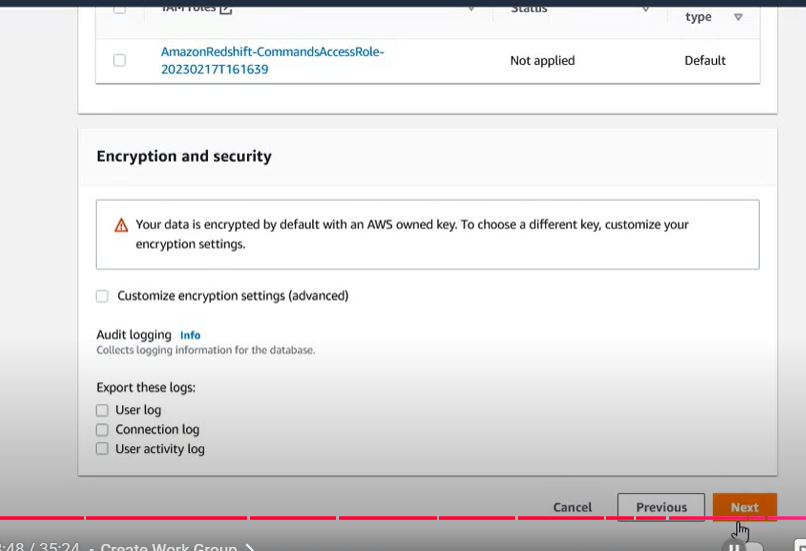 IAM roles
Status
type
AmazonRedshift-CommandsAccessRole-
20230217T161639
Not applied
Default
Encryption and security
Your data is encrypted by default with an AWS owned key. To choose a different key, customize your
encryption settings.
Customize encryption settings (advanced)
Audit logging Info
Collects logging information for the database.
Export these logs:
User log
Connection log
User activity log
Cancel
Previous
Next
:48 / 35:24 • Create Work Group